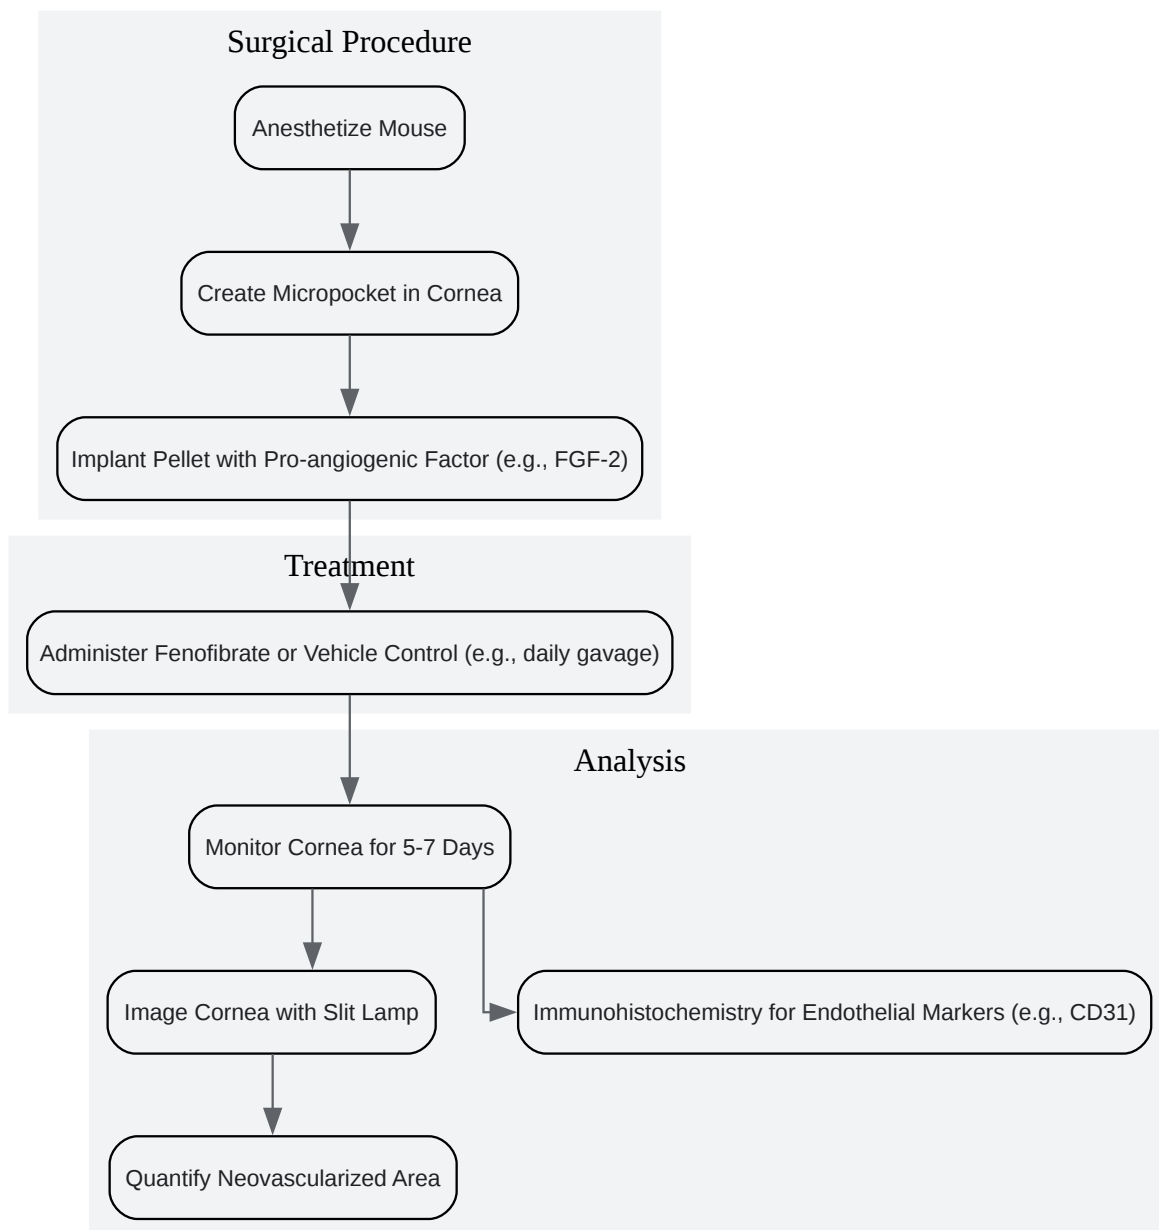 Surgical Procedure
Anesthetize Mouse
Create Micropocket in Cornea
Implant Pellet with Pro-angiogenic Factor (e.g., FGF-2)
Treatment
Administer Fenofibrate or Vehicle Control (e.g., daily gavage)
Analysis
Monitor Cornea for 5-7 Days
Image Cornea with Slit Lamp
Immunohistochemistry for Endothelial Markers (e.g., CD31)
Quantify Neovascularized Area